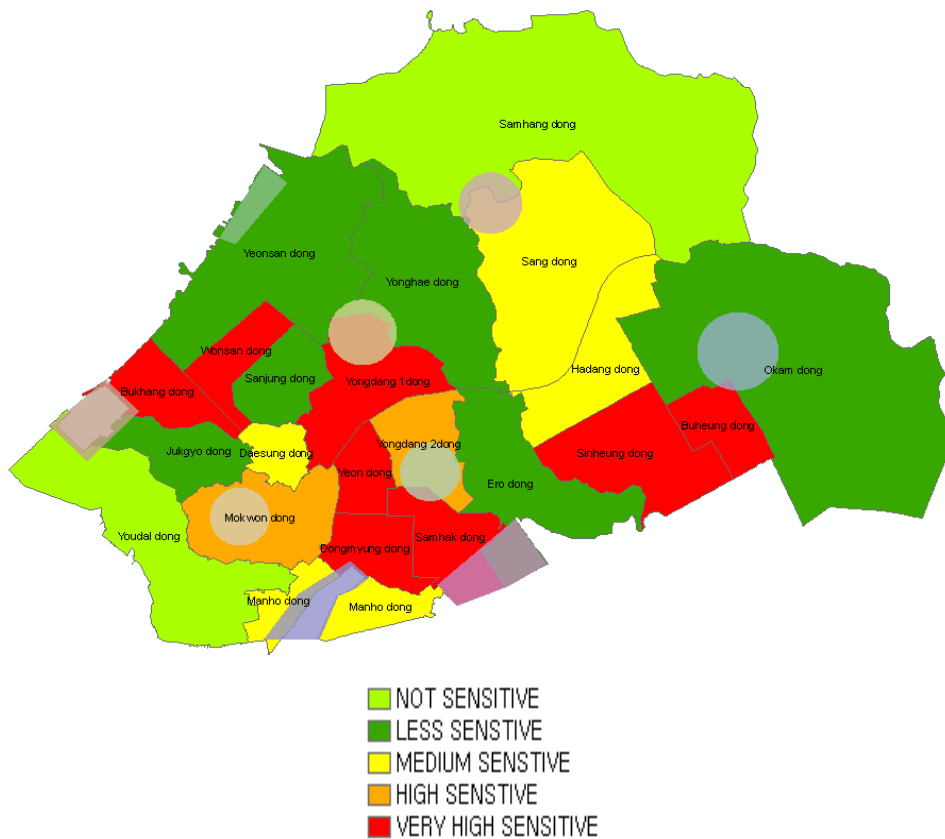 Samhang dong
Yeonsan dong
Sang dong
Yonghae dong
Wonsan dong
Hadang dong
Okam dong
Sanjung dong
Yongdang 1dong
Bukhang dong
Buheung dong
Yongdang 2dong
Jukgyo dong
Daesung dong
Sinheung dong
Yeon dong
Ero dong
Mokwon dong
Youdal dong
Samhak dong
Dongmyung dong
Manho dong
Manho dong
NOT SENSITIVE
LESS SENSTIVE
MEDIUM SENSTIVE
HIGH SENSTIVE
VERY HIGH SENSITIVE